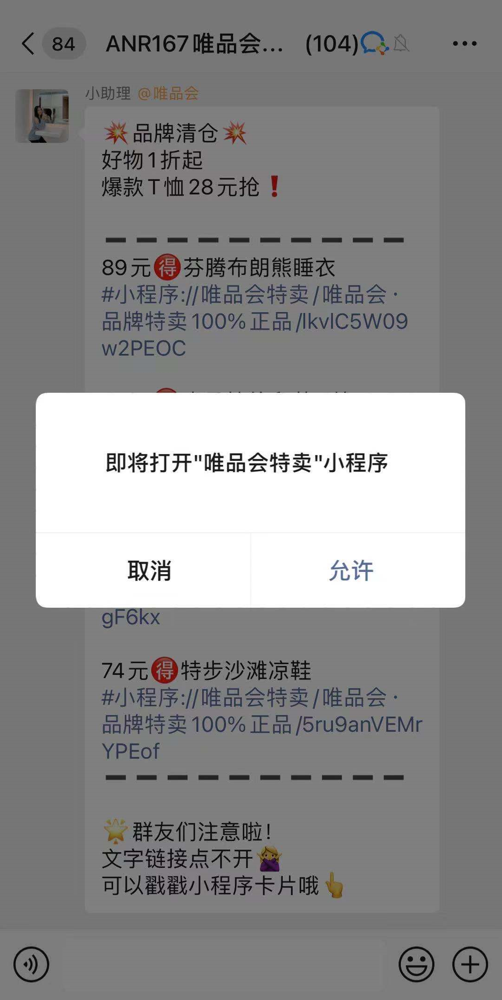 84 ANR167唯品会... (104)
小助理 @唯品会
💥品牌清仓💥
好物1折起
爆款T恤28元抢❗
89元🉐芬腾布朗熊睡衣
#小程序://唯品会特卖/唯品会·
品牌特卖100%正品/lkvlC5W09
w2PEOC
即将打开"唯品会特卖"小程序
取消 允许
gF6kx
74元🉐特步沙滩凉鞋
#小程序://唯品会特卖/唯品会·
品牌特卖100%正品/5ru9anVEMr
YPEof
🌟群友们注意啦!
文字链接点不开🙅‍♀️
可以戳戳小程序卡片哦👆